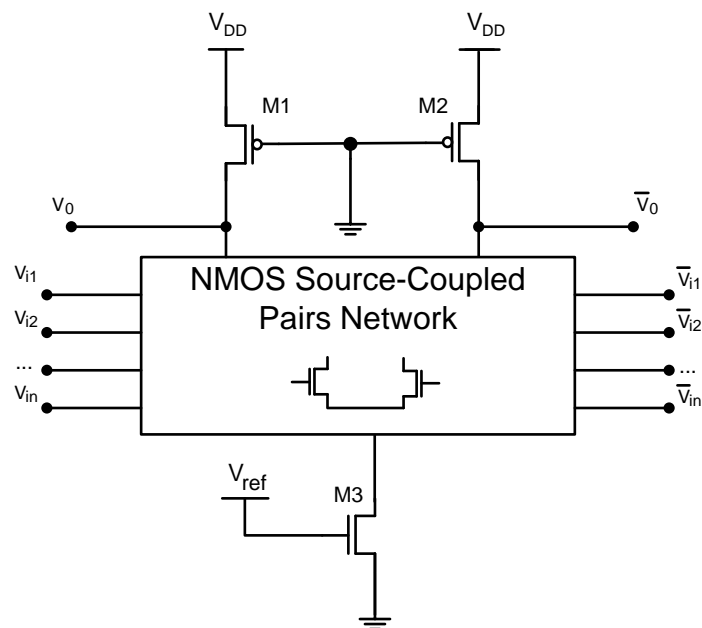 V_DD V_DD
M1 M2
V_0 V̅_0
NMOS Source-Coupled
Pairs Network
V_i1 V̅_i1
V_i2 V̅_i2
... ...
V_in V̅_in
V_ref
M3